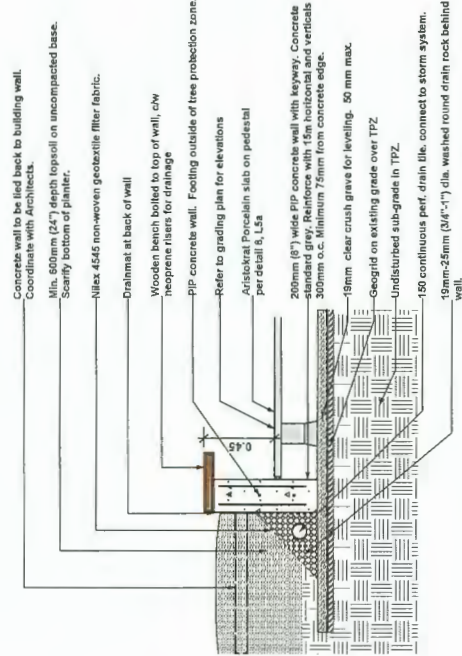 Concrete wall to be tied back to building wall.
Coordinate with Architects.
Min. 600mm (24") depth topsoil on uncompacted base.
Scarify bottom of planter.
Nilex 4545 non-woven geotextile filter fabric.
Drainmat at back of wall
Wooden bench bolted to top of wall, c/w
neoprene risers for drainage
PIP concrete wall. Footing outside of tree protection zone.
Refer to grading plan for elevations
Aristokrat Porcelain slab on pedestal
per detail 8, L5a
200mm (8") wide PIP concrete wall with keyway. Concrete
standard grey. Reinforce with 15m horizontal and verticals
300mm o.c. Minimum 75mm from concrete edge.
19mm clear crush grave for leveling. 50 mm max.
Geogrid on existing grade over TPZ
Undisturbed sub-grade in TPZ.
150 continuous perf. drain tile. connect to storm system.
19mm-25mm (3/4"-1") dia. washed round drain rock behind
wall.
0.45